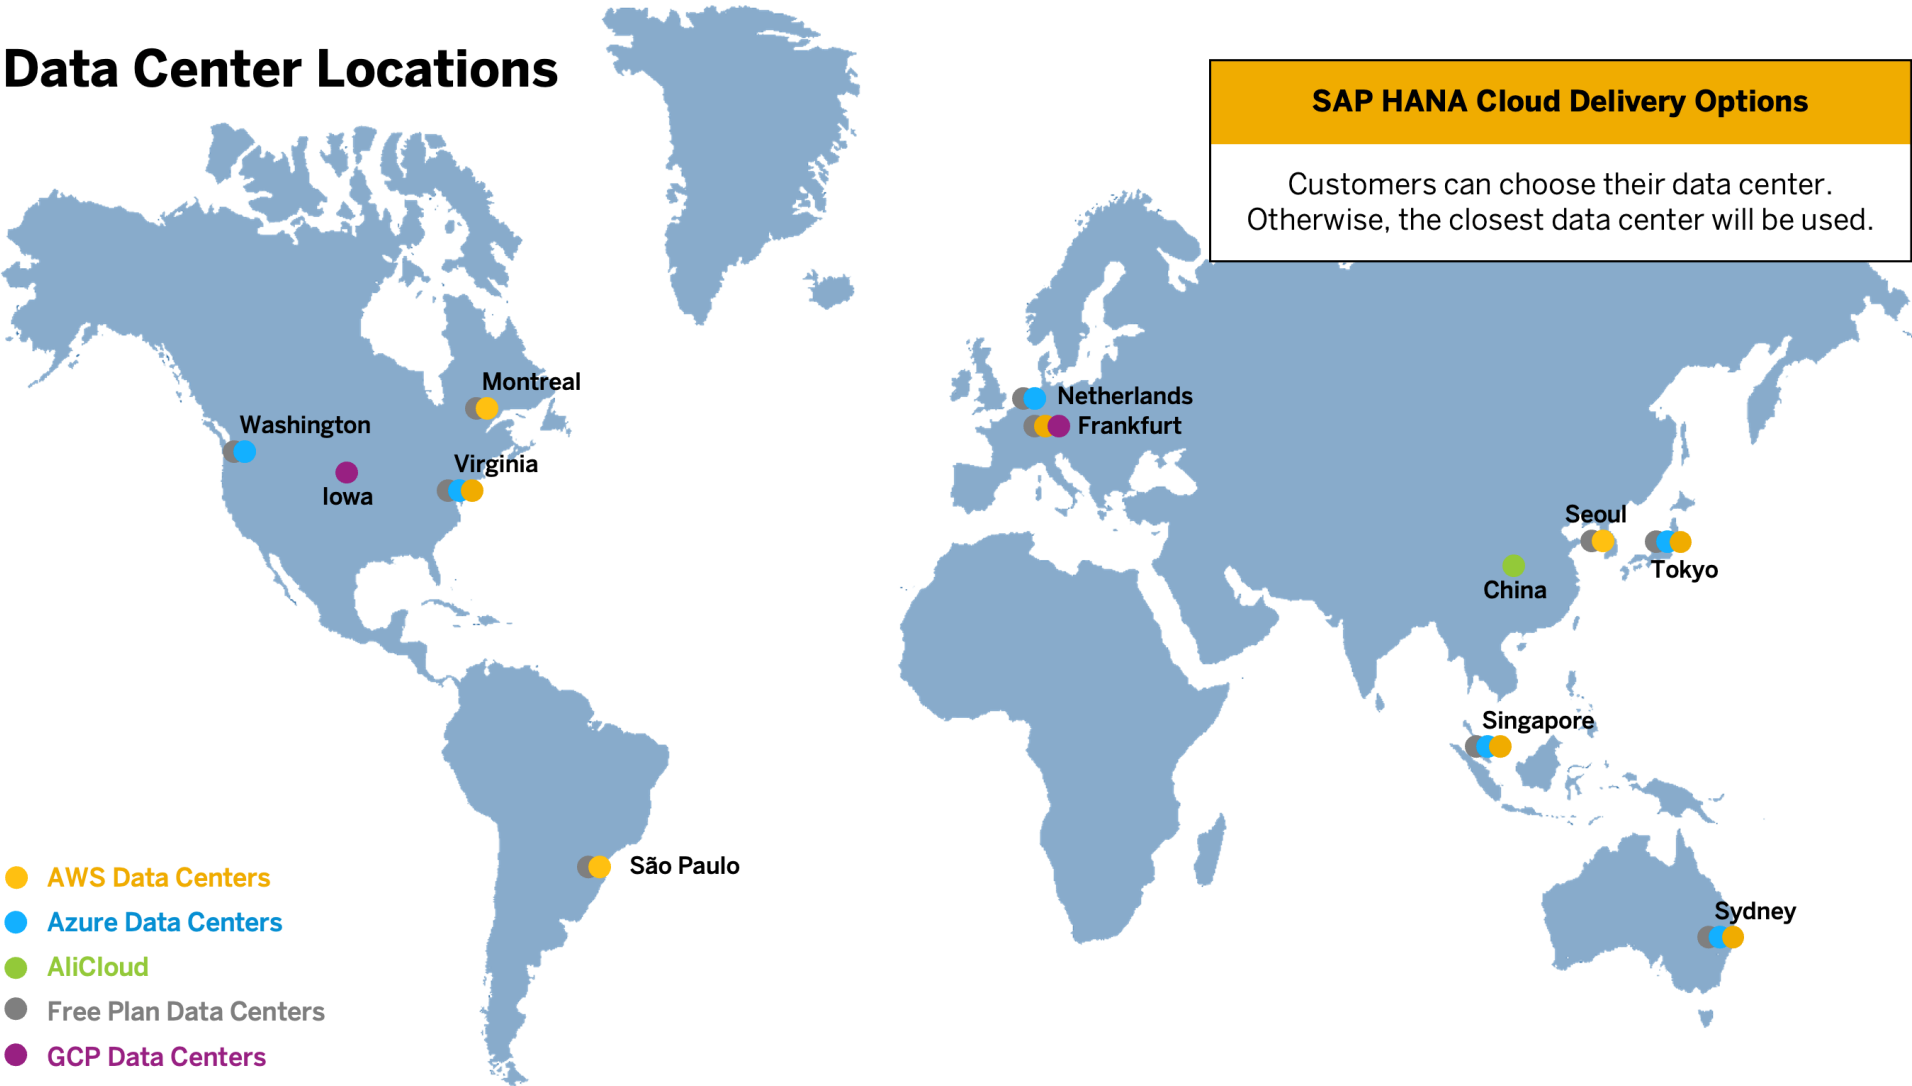 Data Center Locations
SAP HANA Cloud Delivery Options
Customers can choose their data center.
Otherwise, the closest data center will be used.
Montreal
Washington
Virginia
Iowa
Netherlands
Frankfurt
Seoul
Tokyo
China
Singapore
São Paulo
Sydney
AWS Data Centers
Azure Data Centers
AliCloud
Free Plan Data Centers
GCP Data Centers